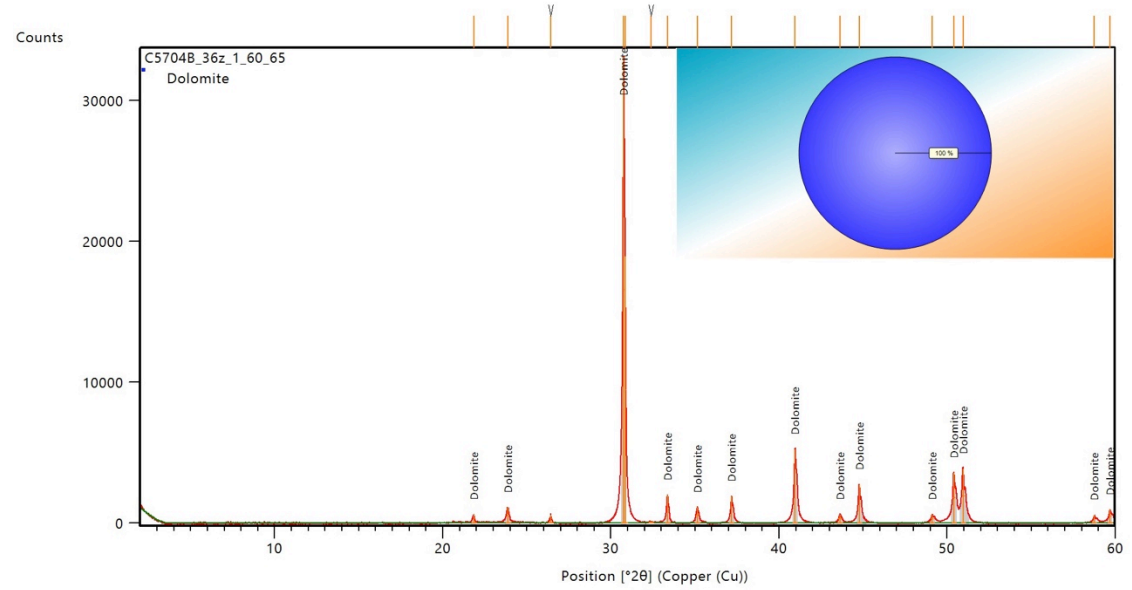 Counts
C5704B_36z_1_60_65
Dolomite
30000
20000
10000
0
100 %
Dolomite
Dolomite
Dolomite
Dolomite
Dolomite
Dolomite
Dolomite
Dolomite
Dolomite
Dolomite
Dolomite
Dolomite
Dolomite
Dolomite
10
20
30
40
50
60
Position [°2θ] (Copper (Cu))